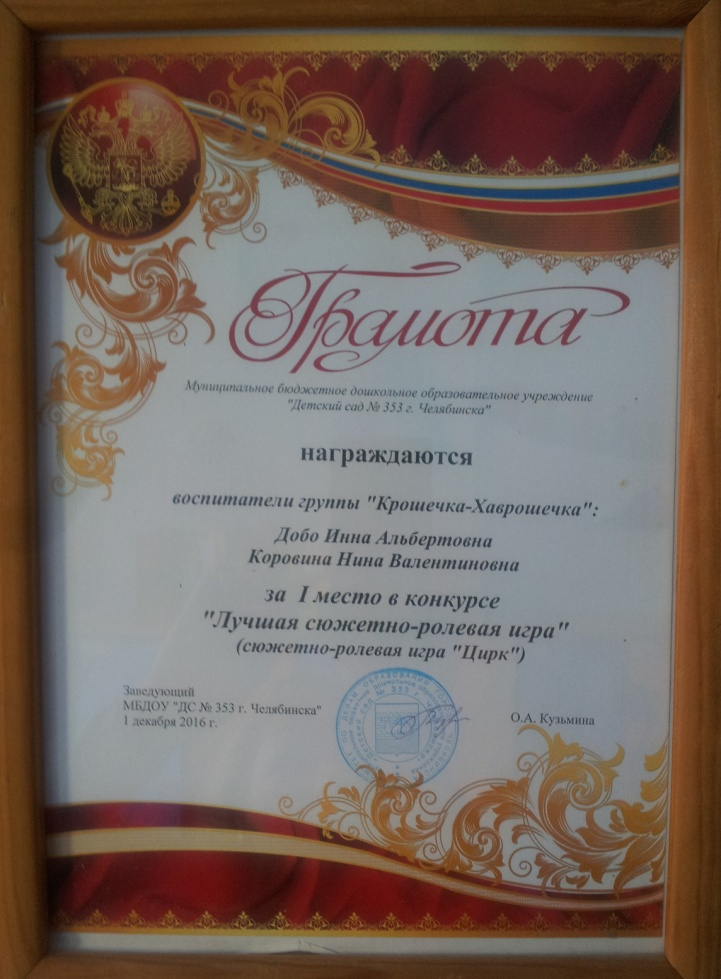 Грамота
Муниципальное бюджетное дошкольное образовательное учреждение
"Детский сад № 353 г. Челябинска"
награждаются
воспитатели группы "Крошечка-Хаврошечка":
Добо Инна Альбертовна
Коровина Нина Валентиновна
за I место в конкурсе
"Лучшая сюжетно-ролевая игра"
(сюжетно-ролевая игра "Цирк")
Заведующий
МБДОУ "ДС № 353 г. Челябинска"
1 декабря 2016 г.
О.А. Кузьмина